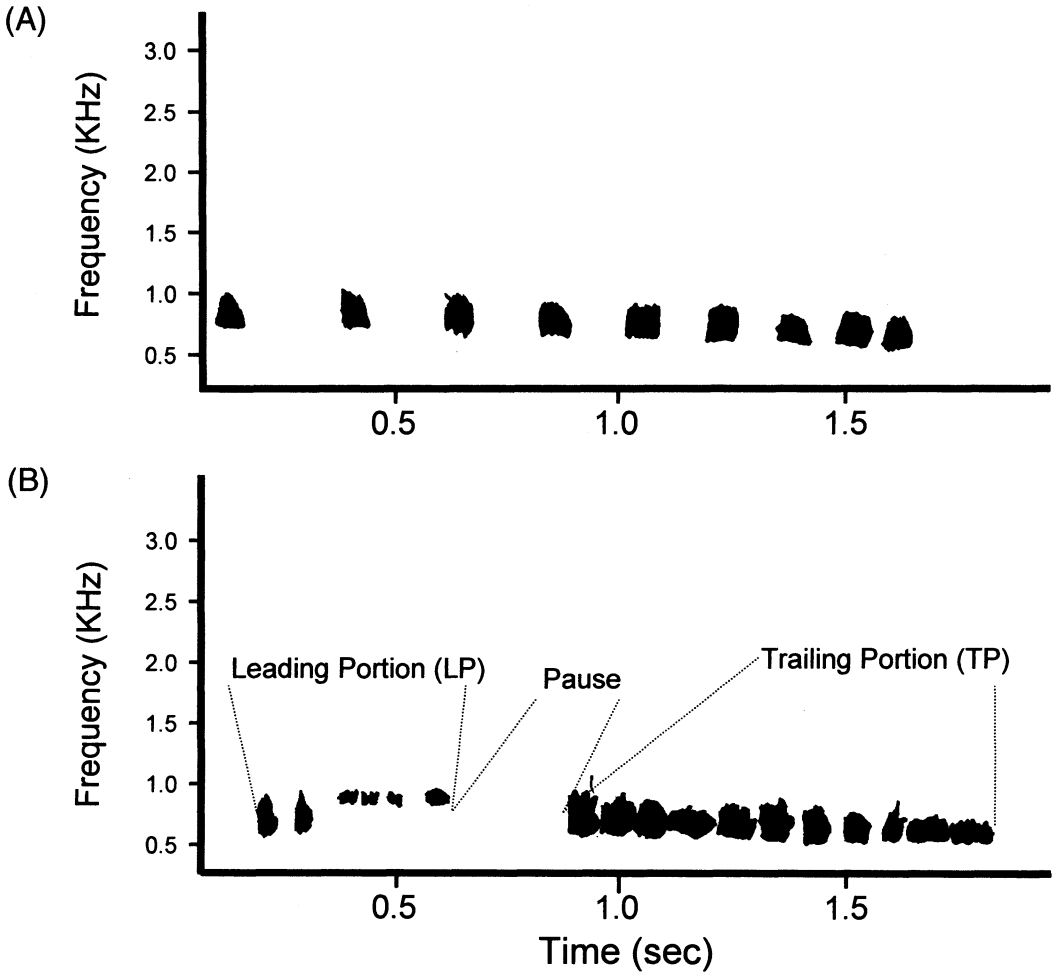 (A)
Frequency (KHz)
3.0
2.5
2.0
1.5
1.0
0.5
0.5 1.0 1.5
(B)
Frequency (KHz)
3.0
2.5
2.0
1.5
1.0
0.5
Leading Portion (LP)
Pause
Trailing Portion (TP)
0.5 1.0 1.5
Time (sec)